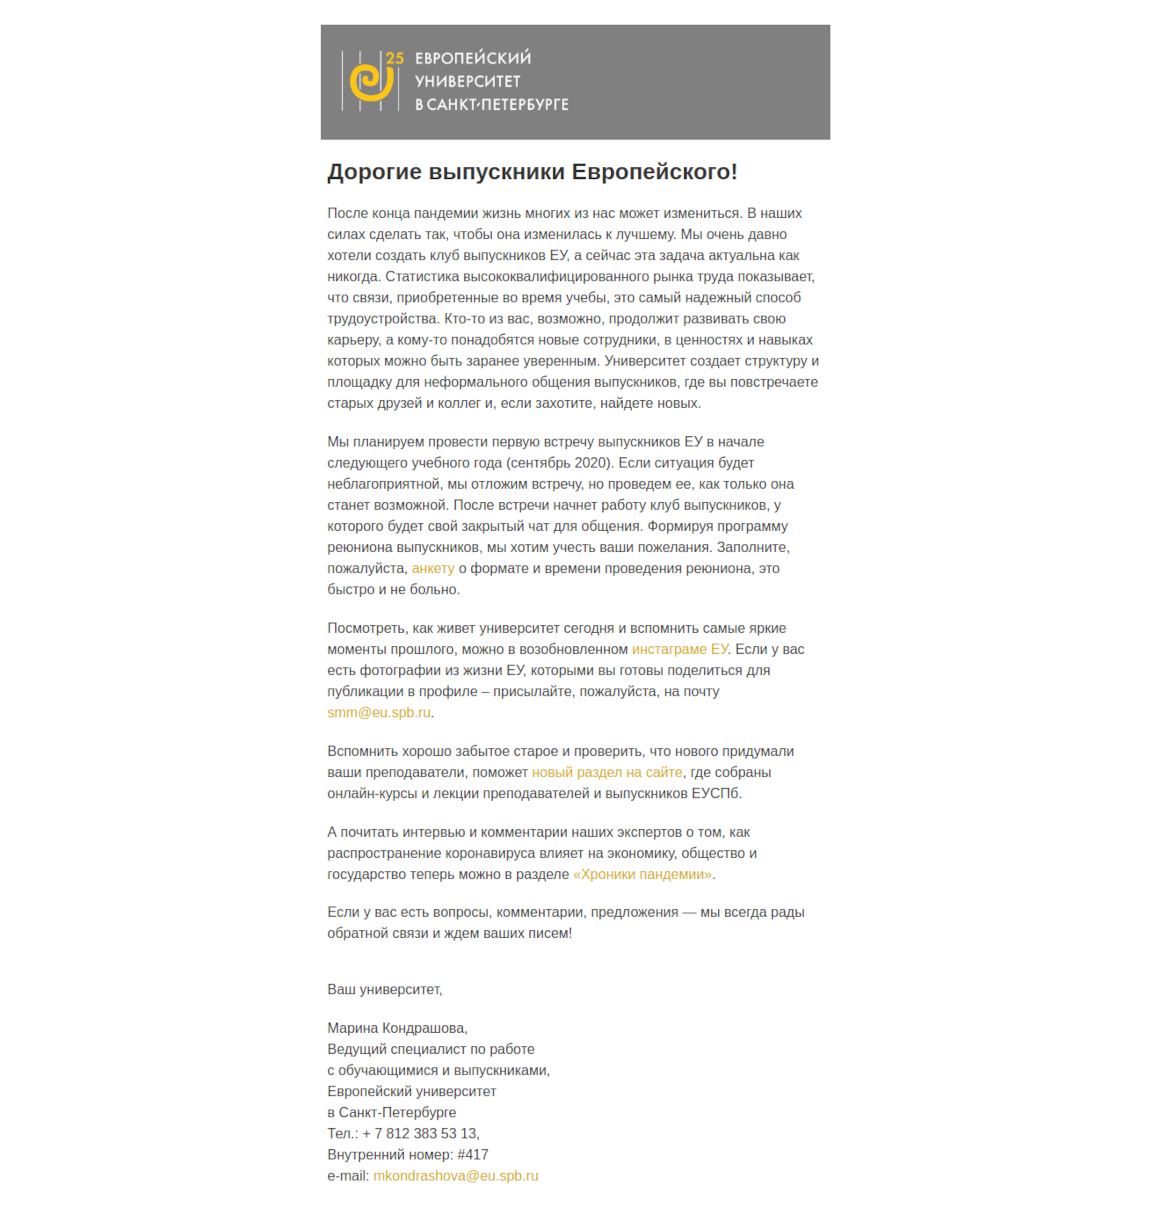 25
ЕВРОПЕЙСКИЙ
УНИВЕРСИТЕТ
В САНКТ-ПЕТЕРБУРГЕ
Дорогие выпускники Европейского!
После конца пандемии жизнь многих из нас может измениться. В наших
силах сделать так, чтобы она изменилась к лучшему. Мы очень давно
хотели создать клуб выпускников ЕУ, а сейчас эта задача актуальна как
никогда. Статистика высококвалифицированного рынка труда показывает,
что связи, приобретенные во время учебы, это самый надежный способ
трудоустройства. Кто-то из вас, возможно, продолжит развивать свою
карьеру, а кому-то понадобятся новые сотрудники, в ценностях и навыках
которых можно быть заранее уверенным. Университет создает структуру и
площадку для неформального общения выпускников, где вы повстречаете
старых друзей и коллег и, если захотите, найдете новых.
Мы планируем провести первую встречу выпускников ЕУ в начале
следующего учебного года (сентябрь 2020). Если ситуация будет
неблагоприятной, мы отложим встречу, но проведем ее, как только она
станет возможной. После встречи начнет работу клуб выпускников, у
которого будет свой закрытый чат для общения. Формируя программу
реюниона выпускников, мы хотим учесть ваши пожелания. Заполните,
пожалуйста, анкету о формате и времени проведения реюниона, это
быстро и не больно.
Посмотреть, как живет университет сегодня и вспомнить самые яркие
моменты прошлого, можно в возобновленном инстаграме ЕУ. Если у вас
есть фотографии из жизни ЕУ, которыми вы готовы поделиться для
публикации в профиле – присылайте, пожалуйста, на почту
smm@eu.spb.ru.
Вспомнить хорошо забытое старое и проверить, что нового придумали
ваши преподаватели, поможет новый раздел на сайте, где собраны
онлайн-курсы и лекции преподавателей и выпускников ЕУСПб.
А почитать интервью и комментарии наших экспертов о том, как
распространение коронавируса влияет на экономику, общество и
государство теперь можно в разделе «Хроники пандемии».
Если у вас есть вопросы, комментарии, предложения — мы всегда рады
обратной связи и ждем ваших писем!
Ваш университет,
Марина Кондрашова,
Ведущий специалист по работе
с обучающимися и выпускниками,
Европейский университет
в Санкт-Петербурге
Тел.: + 7 812 383 53 13,
Внутренний номер: #417
e-mail: mkondrashova@eu.spb.ru